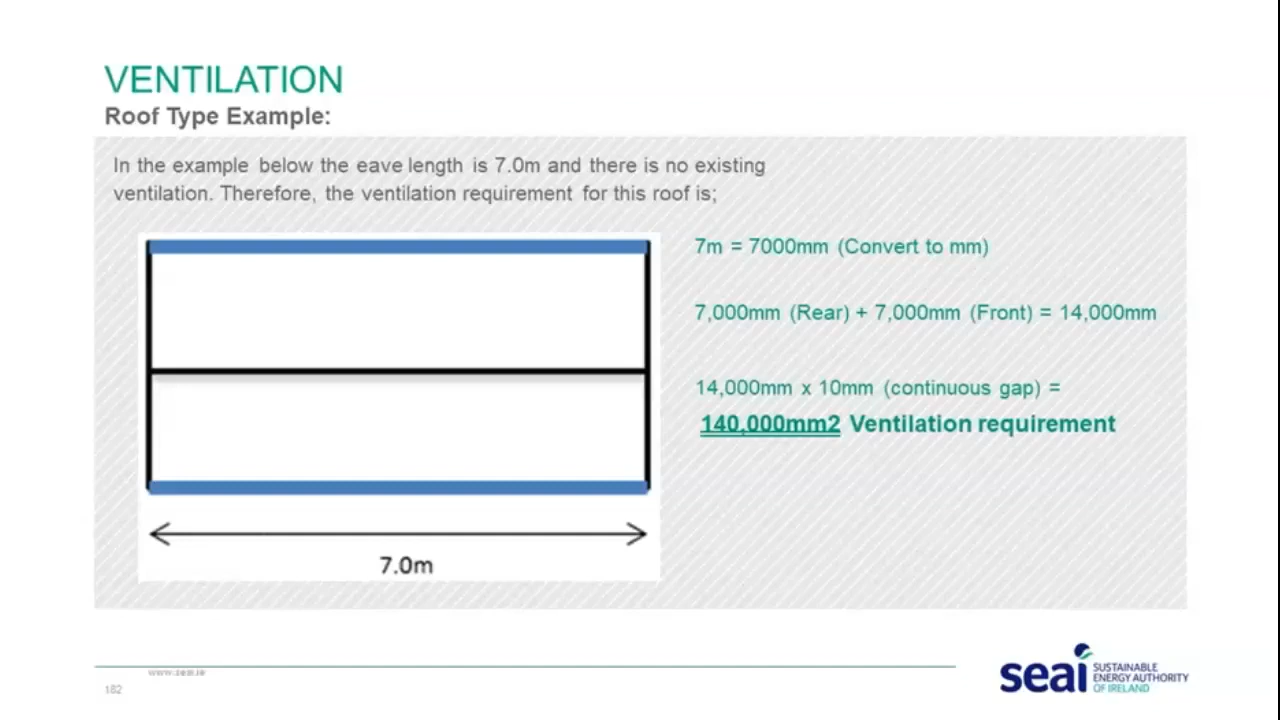 VENTILATION
Roof Type Example:
In the example below the eave length is 7.0m and there is no existing
ventilation. Therefore, the ventilation requirement for this roof is;
7m = 7000mm (Convert to mm)
7,000mm (Rear) + 7,000mm (Front) = 14,000mm
14,000mm x 10mm (continuous gap) =
140,000mm2 Ventilation requirement
7.0m
www.seai.ie
182
seai
SUSTAINABLE
ENERGY AUTHORITY
OF IRELAND